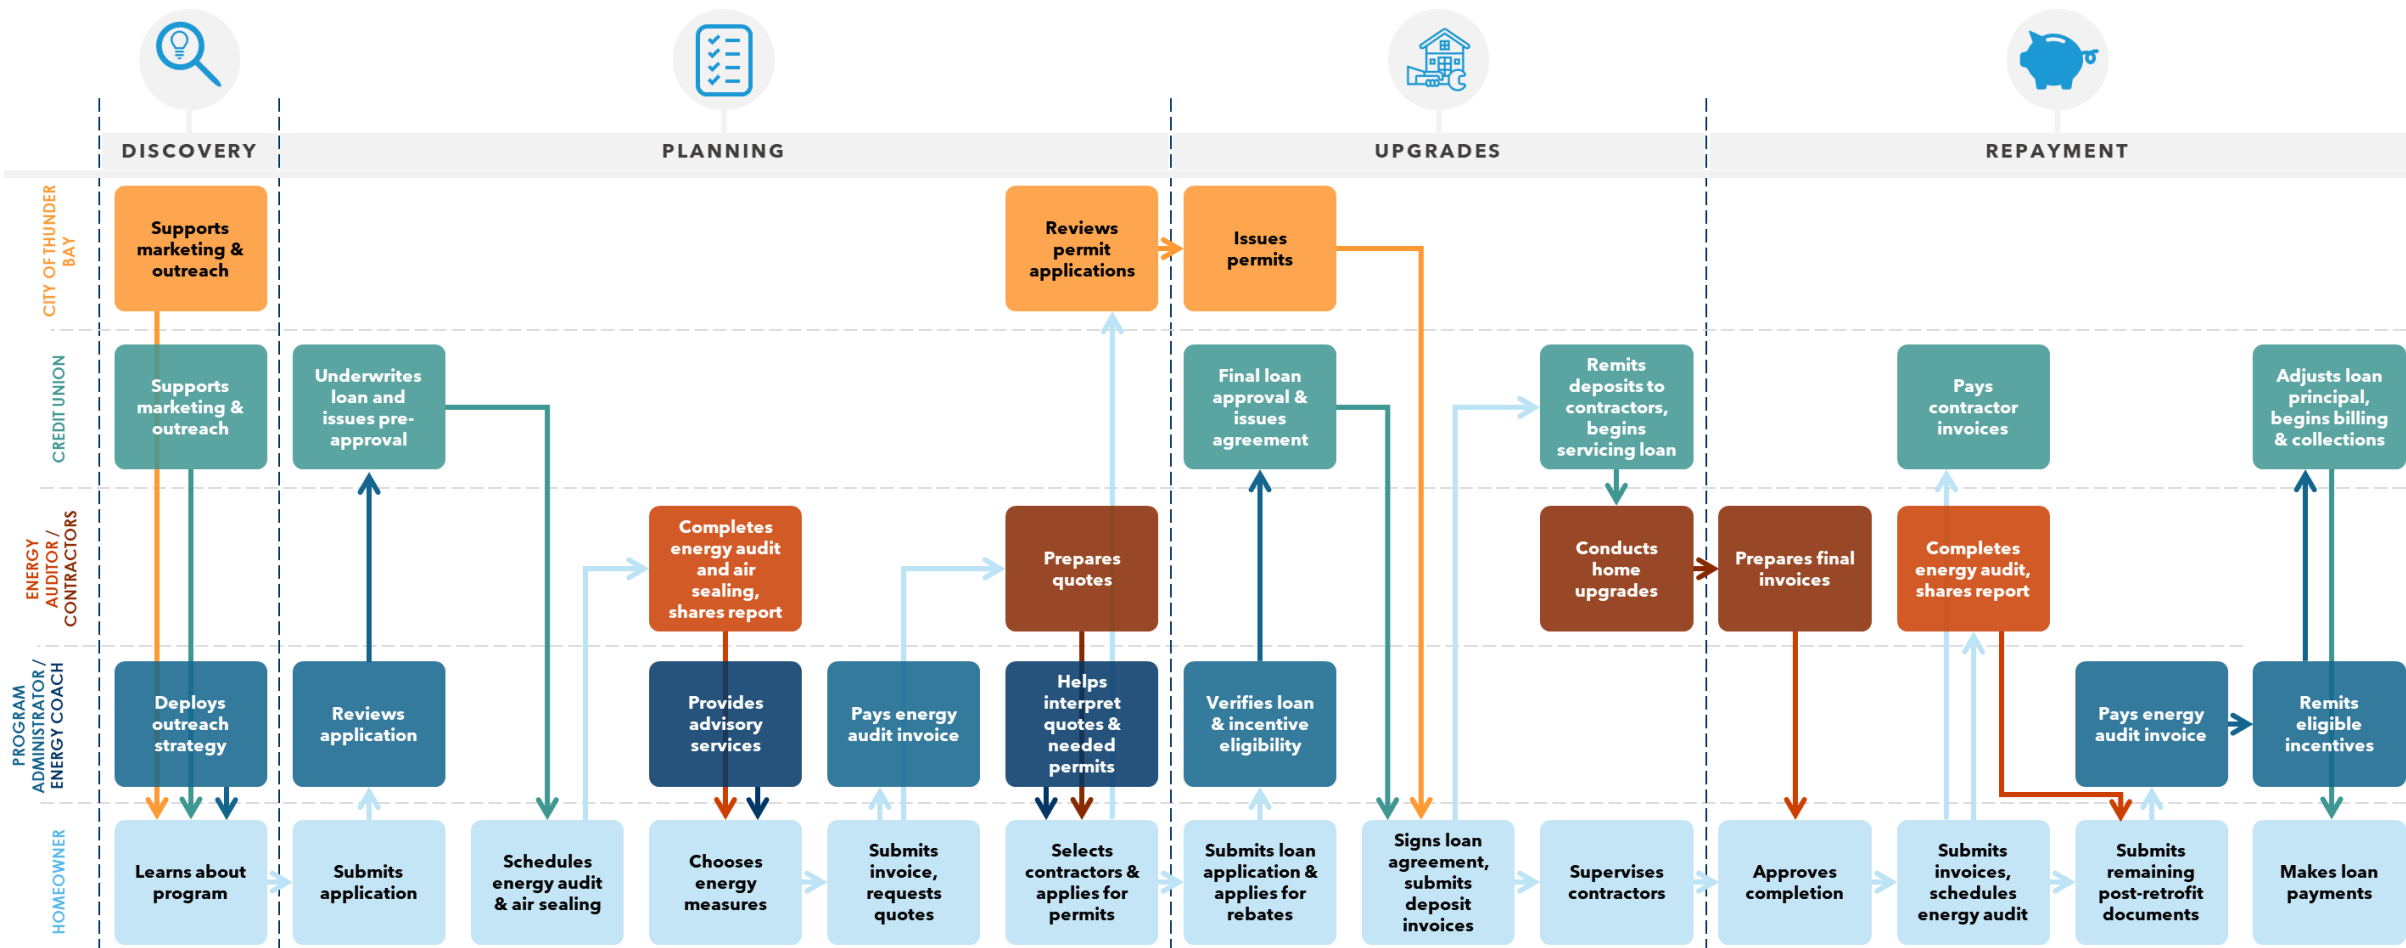 DISCOVERY
PLANNING
UPGRADES
REPAYMENT
CITY OF THUNDER
BAY
Supports
marketing &
outreach
Reviews
permit
applications
Issues
permits
CREDIT UNION
Supports
marketing &
outreach
Underwrites
loan and
issues pre-
approval
Final loan
approval &
issues
agreement
Remits
deposits to
contractors,
begins
servicing loan
Pays
contractor
invoices
Adjusts loan
principal,
begins billing
& collections
ENERGY
AUDITOR /
CONTRACTORS
Completes
energy audit
and air
sealing,
shares report
Prepares
quotes
Conducts
home
upgrades
Prepares final
invoices
Completes
energy audit,
shares report
PROGRAM
ADMINISTRATOR /
ENERGY COACH
Deploys
outreach
strategy
Reviews
application
Provides
advisory
services
Pays energy
audit invoice
Helps
interpret
quotes &
needed
permits
Verifies loan
& incentive
eligibility
Pays energy
audit invoice
Remits
eligible
incentives
HOMEOWNER
Learns about
program
Submits
application
Schedules
energy audit
& air sealing
Chooses
energy
measures
Submits
invoice,
requests
quotes
Selects
contractors &
applies for
permits
Submits loan
application &
applies for
rebates
Signs loan
agreement,
submits
deposit
invoices
Supervises
contractors
Approves
completion
Submits
invoices,
schedules
energy audit
Submits
remaining
post-retrofit
documents
Makes loan
payments